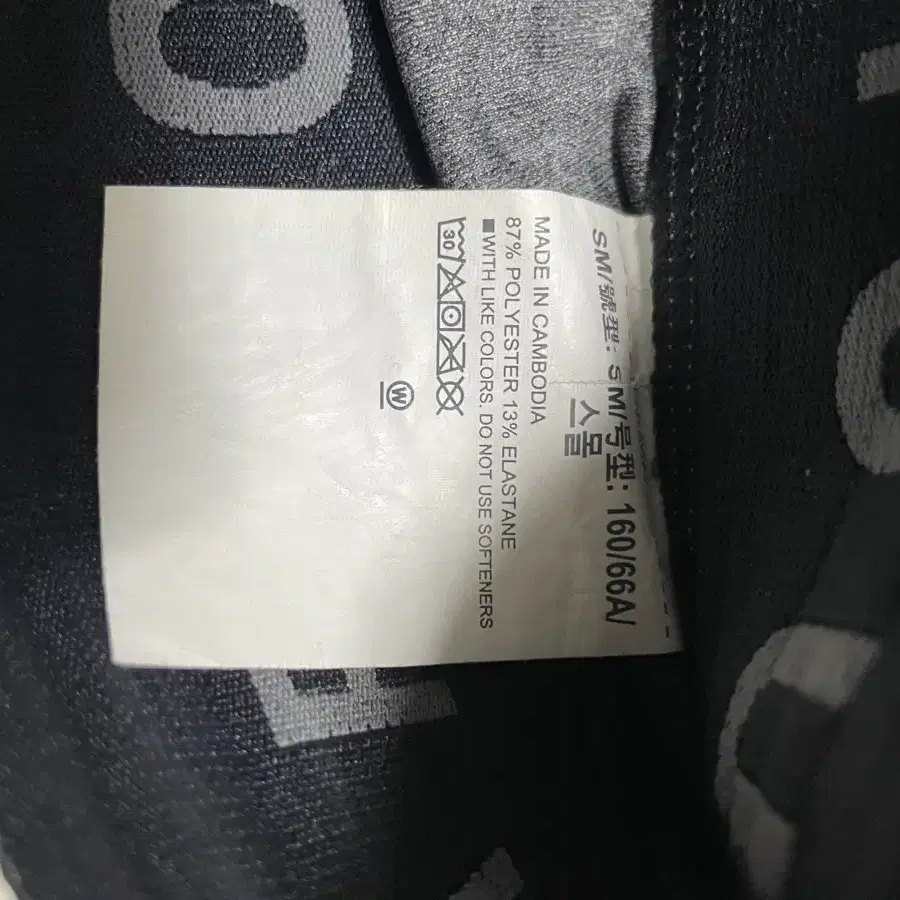 SM/號型: SM/号型: 160/66A/
스몰
MADE IN CAMBODIA
87% POLYESTER 13% ELASTANE
■ WITH LIKE COLORS. DO NOT USE SOFTENERS
30
W